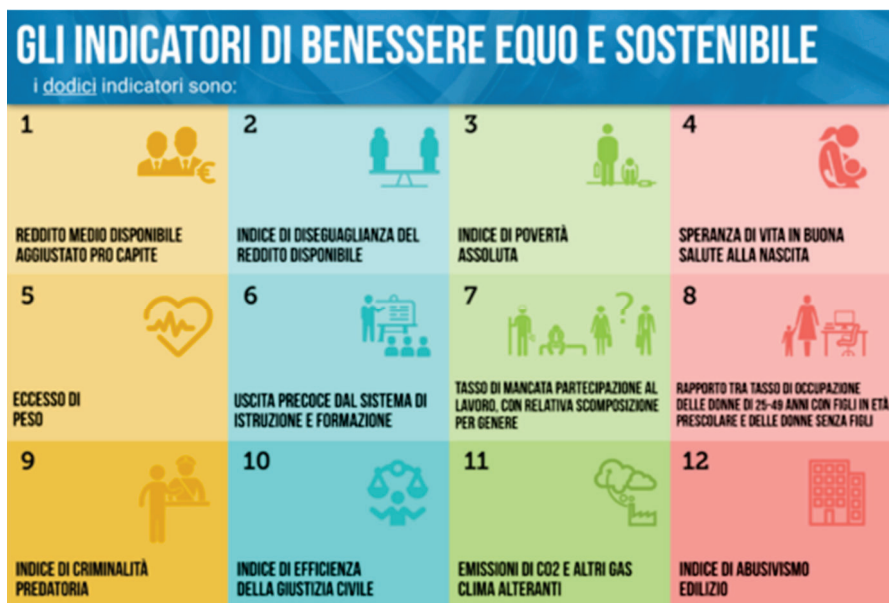 GLI INDICATORI DI BENESSERE EQUO E SOSTENIBILE
i dodici indicatori sono:
1
REDDITO MEDIO DISPONIBILE
AGGIUSTATO PRO CAPITE
2
INDICE DI DISEGUAGLIANZA DEL
REDDITO DISPONIBILE
3
INDICE DI POVERTÀ
ASSOLUTA
4
SPERANZA DI VITA IN BUONA
SALUTE ALLA NASCITA
5
ECCESSO DI
PESO
6
USCITA PRECOCE DAL SISTEMA DI
ISTRUZIONE E FORMAZIONE
7
?
TASSO DI MANCATA PARTECIPAZIONE AL
LAVORO, CON RELATIVA SCOMPOSIZIONE
PER GENERE
8
RAPPORTO TRA TASSO DI OCCUPAZIONE
DELLE DONNE DI 25-49 ANNI CON FIGLI IN ETÀ
PRESCOLARE E DELLE DONNE SENZA FIGLI
9
INDICE DI CRIMINALITÀ
PREDATORIA
10
INDICE DI EFFICIENZA
DELLA GIUSTIZIA CIVILE
11
EMISSIONI DI CO2 E ALTRI GAS
CLIMA ALTERANTI
12
INDICE DI ABUSIVISMO
EDILIZIO